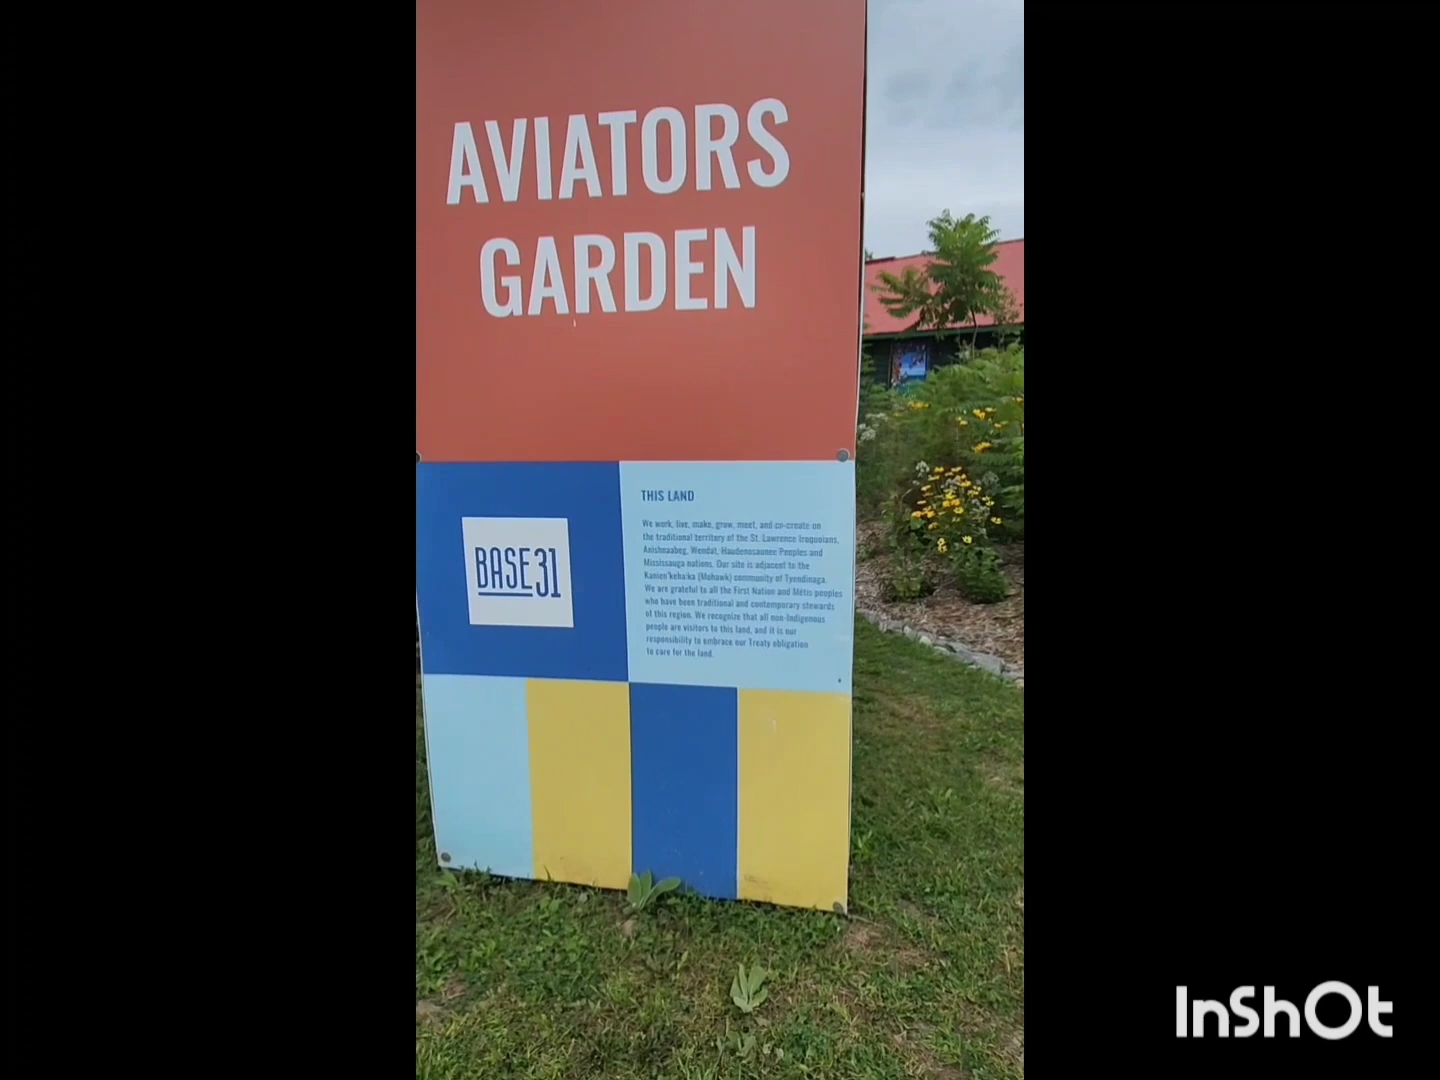 AVIATORS
GARDEN
BASE31
THIS LAND
We work, live, make, grow, meet, and co-create on
the traditional territory of the St. Lawrence Iroquoians,
Anishnaabeg, Wendat, Haudenosaunee Peoples and
Mississauga nations. Our site is adjacent to the
Kanien'keha:ka (Mohawk) community of Tyendinaga.
We are grateful to all the First Nation and Métis peoples
who have been traditional and contemporary stewards
of this region. We recognize that all non-Indigenous
people are visitors to this land, and it is our
responsibility to embrace our Treaty obligation
to care for the land.
InShOt